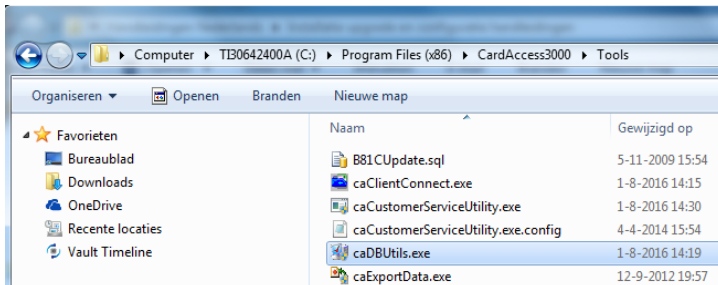 Computer ▸ TI30642400A (C:) ▸ Program Files (x86) ▸ CardAccess3000 ▸ Tools
Organiseren Openen Branden Nieuwe map
Favorieten
Bureaublad
Downloads
OneDrive
Recente locaties
Vault Timeline
Naam Gewijzigd op
B81CUpdate.sql 5-11-2009 15:54
caClientConnect.exe 1-8-2016 14:15
caCustomerServiceUtility.exe 1-8-2016 14:30
caCustomerServiceUtility.exe.config 4-4-2014 15:54
caDBUtils.exe 1-8-2016 14:19
caExportData.exe 12-9-2012 19:57